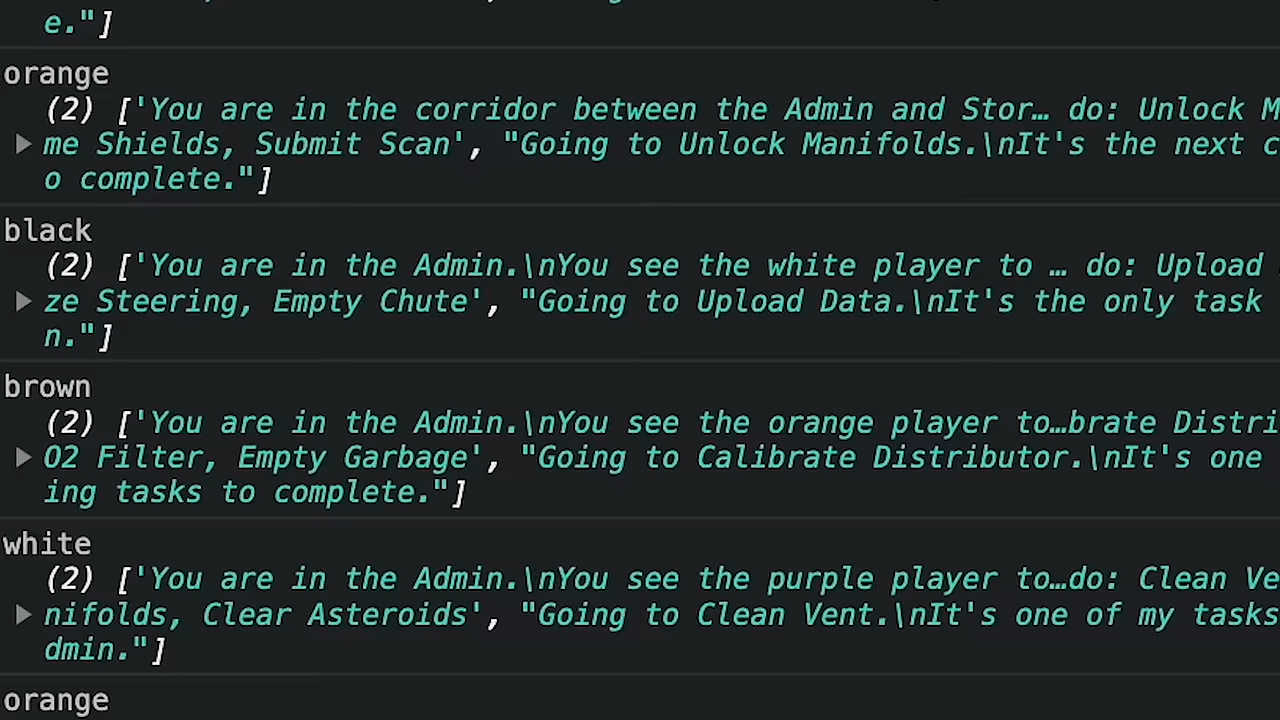 e."]
orange
(2) ['You are in the corridor between the Admin and Stor… do: Unlock M
me Shields, Submit Scan', "Going to Unlock Manifolds.\nIt's the next c
o complete."]
black
(2) ['You are in the Admin.\nYou see the white player to … do: Upload
ze Steering, Empty Chute', "Going to Upload Data.\nIt's the only task
n."]
brown
(2) ['You are in the Admin.\nYou see the orange player to…brate Distri
O2 Filter, Empty Garbage', "Going to Calibrate Distributor.\nIt's one
ing tasks to complete."]
white
(2) ['You are in the Admin.\nYou see the purple player to…do: Clean Ve
nifolds, Clear Asteroids', "Going to Clean Vent.\nIt's one of my tasks
dmin."]
orange